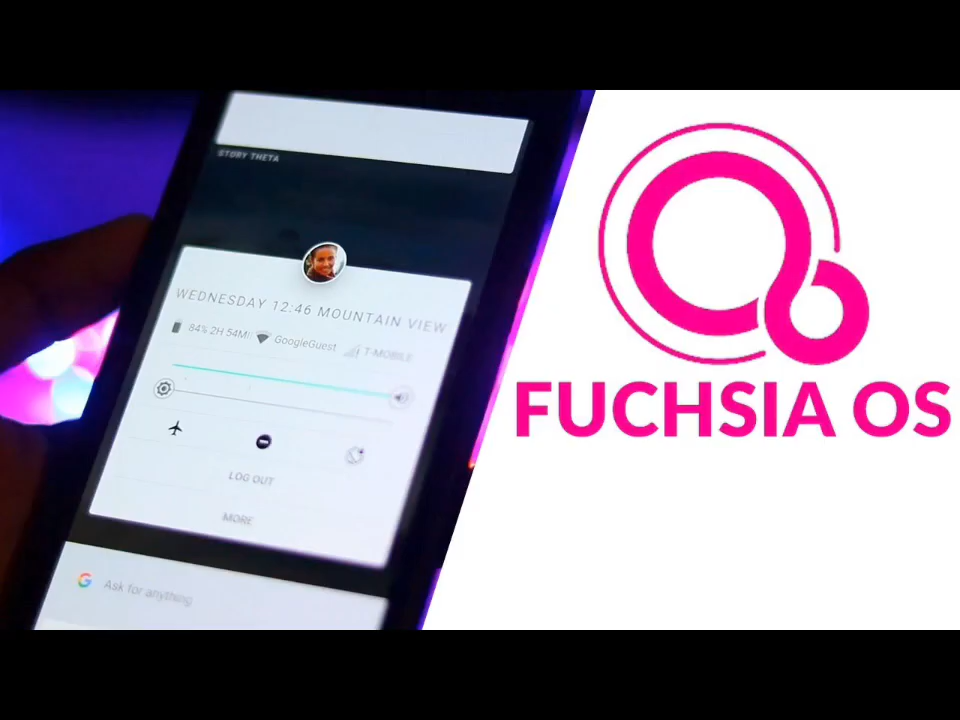 STORY THETA
WEDNESDAY 12:46 MOUNTAIN VIEW
84% 2H 54M GoogleGuest T-MOBILE
LOG OUT
MORE
G Ask for anything
FUCHSIA OS